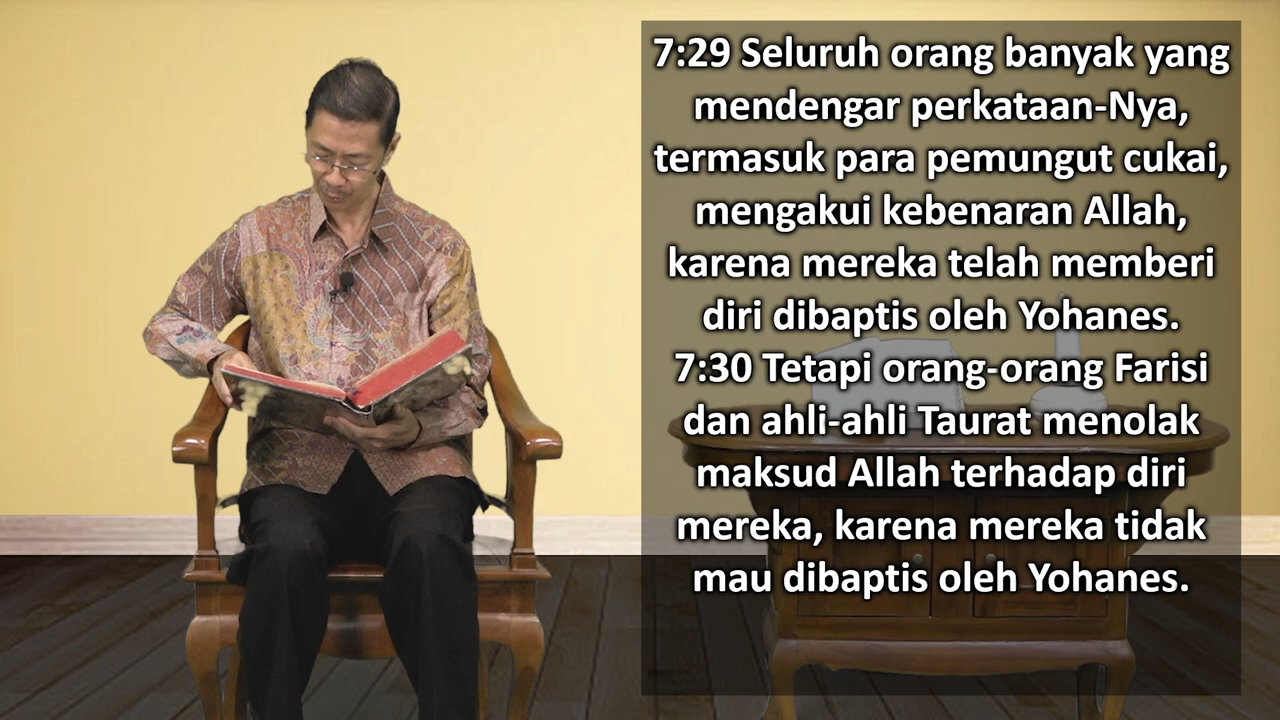 7:29 Seluruh orang banyak yang
mendengar perkataan-Nya,
termasuk para pemungut cukai,
mengakui kebenaran Allah,
karena mereka telah memberi
diri dibaptis oleh Yohanes.
7:30 Tetapi orang-orang Farisi
dan ahli-ahli Taurat menolak
maksud Allah terhadap diri
mereka, karena mereka tidak
mau dibaptis oleh Yohanes.